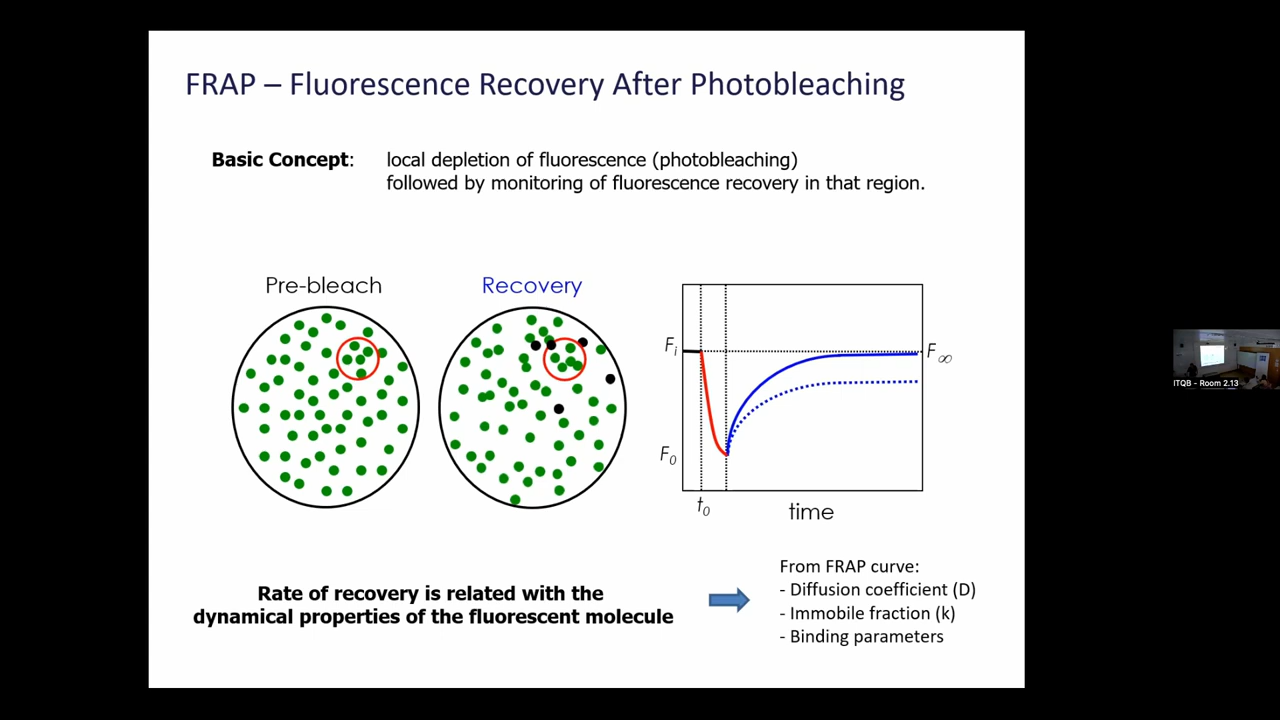 FRAP – Fluorescence Recovery After Photobleaching
Basic Concept: local depletion of fluorescence (photobleaching)
followed by monitoring of fluorescence recovery in that region.
Pre-bleach
Recovery
Fi
F∞
F0
t0
time
Rate of recovery is related with the
dynamical properties of the fluorescent molecule
From FRAP curve:
- Diffusion coefficient (D)
- Immobile fraction (k)
- Binding parameters
ITQB - Room 2.13